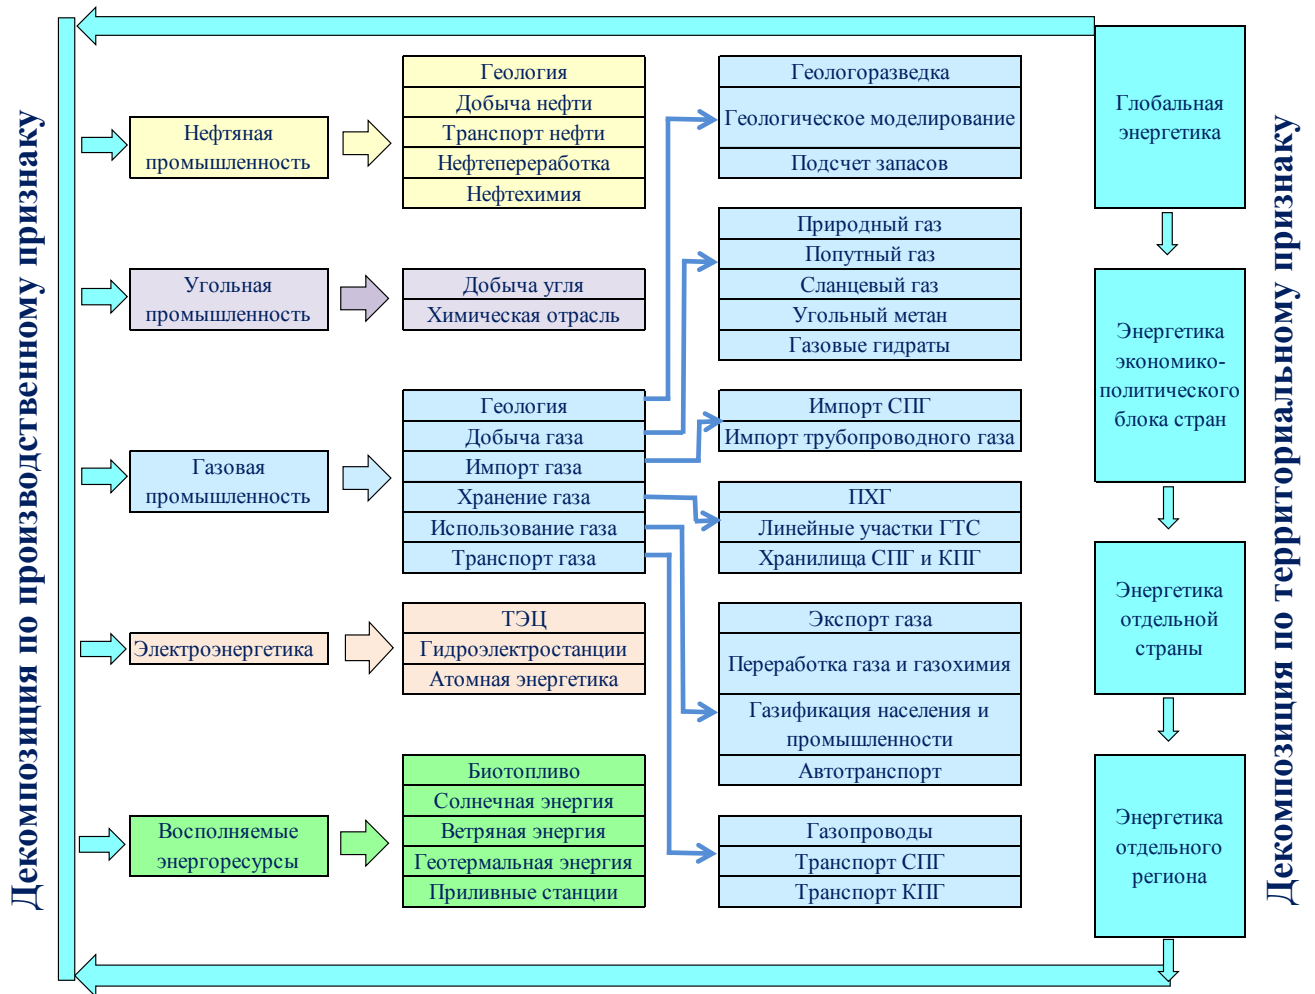 Декомпозиция по производственному признаку
Нефтяная
промышленность
Геология
Добыча нефти
Транспорт нефти
Нефтепереработка
Нефтехимия
Угольная
промышленность
Добыча угля
Химическая отрасль
Газовая
промышленность
Геология
Добыча газа
Импорт газа
Хранение газа
Использование газа
Транспорт газа
Электроэнергетика
ТЭЦ
Гидроэлектростанции
Атомная энергетика
Восполняемые
энергоресурсы
Биотопливо
Солнечная энергия
Ветряная энергия
Геотермальная энергия
Приливные станции
Геологоразведка
Геологическое моделирование
Подсчет запасов
Природный газ
Попутный газ
Сланцевый газ
Угольный метан
Газовые гидраты
Импорт СПГ
Импорт трубопроводного газа
ПХГ
Линейные участки ГТС
Хранилища СПГ и КПГ
Экспорт газа
Переработка газа и газохимия
Газификация населения и
промышленности
Автотранспорт
Газопроводы
Транспорт СПГ
Транспорт КПГ
Глобальная
энергетика
Энергетика
экономико-
политического
блока стран
Энергетика
отдельной
страны
Энергетика
отдельного
региона
Декомпозиция по территориальному признаку